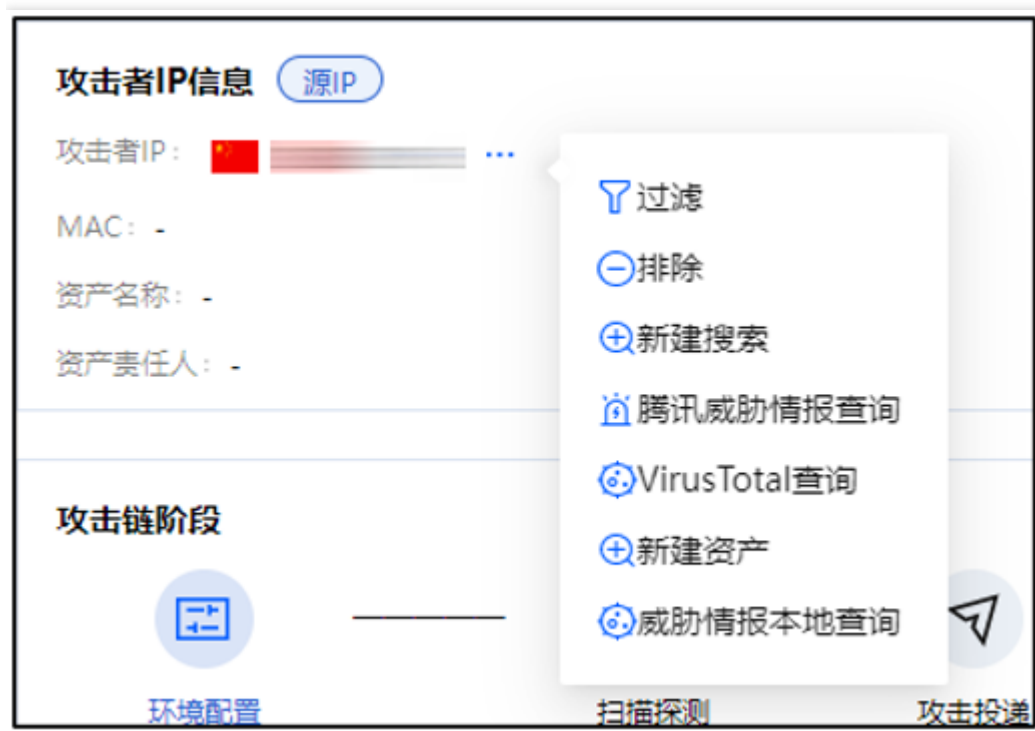 攻击者IP信息 源IP
攻击者IP：
MAC： -
资产名称： -
资产责任人： -
过滤
排除
新建搜索
腾讯威胁情报查询
VirusTotal查询
新建资产
威胁情报本地查询
攻击链阶段
环境配置 扫描探测 攻击投递